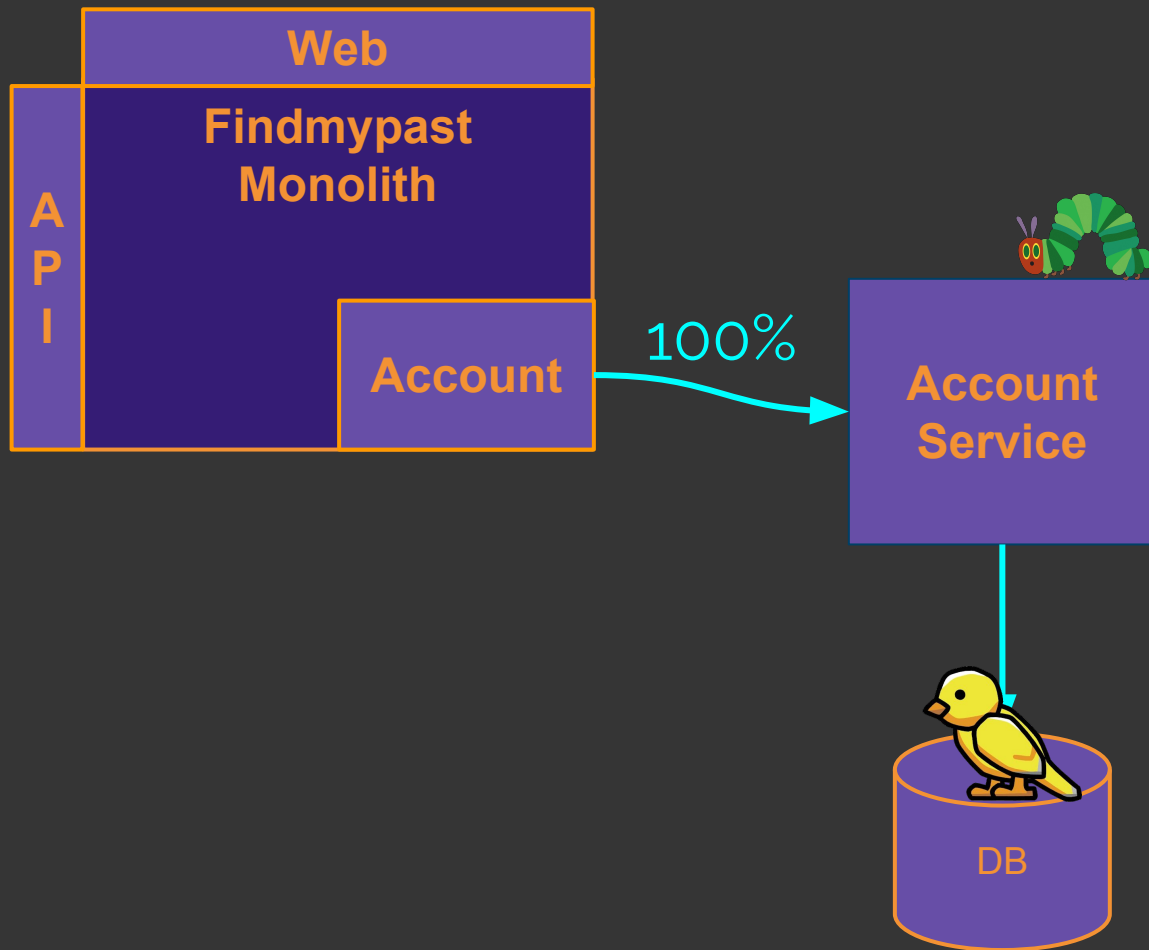 Web
Findmypast
Monolith
A
P
I
Account
100%
Account
Service
DB